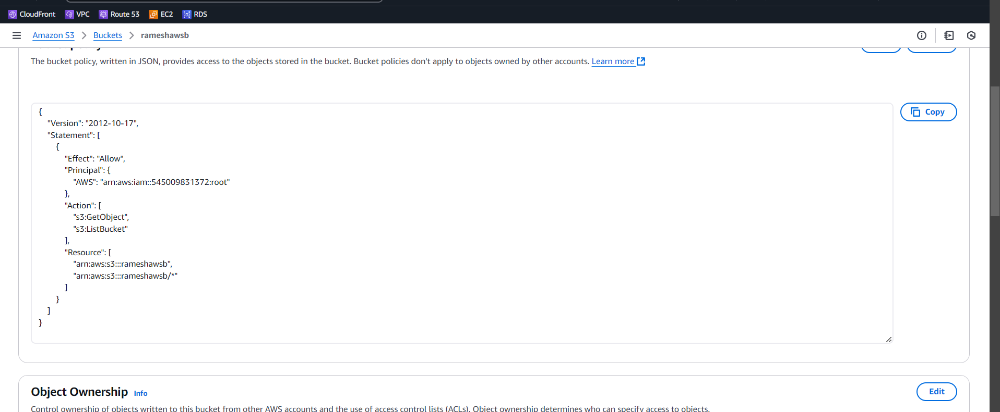 CloudFront VPC Route 53 EC2 RDS
Amazon S3 > Buckets > rameshawsb
The bucket policy, written in JSON, provides access to the objects stored in the bucket. Bucket policies don't apply to objects owned by other accounts. Learn more
Copy
{
"Version": "2012-10-17",
"Statement": [
{
"Effect": "Allow",
"Principal": {
"AWS": "arn:aws:iam::545009831372:root"
},
"Action": [
"s3:GetObject",
"s3:ListBucket"
],
"Resource": [
"arn:aws:s3:::rameshawsb",
"arn:aws:s3:::rameshawsb/*"
]
}
]
}
Object Ownership Info
Edit
Control ownership of objects written to this bucket from other AWS accounts and the use of access control lists (ACLs). Object ownership determines who can specify access to objects.